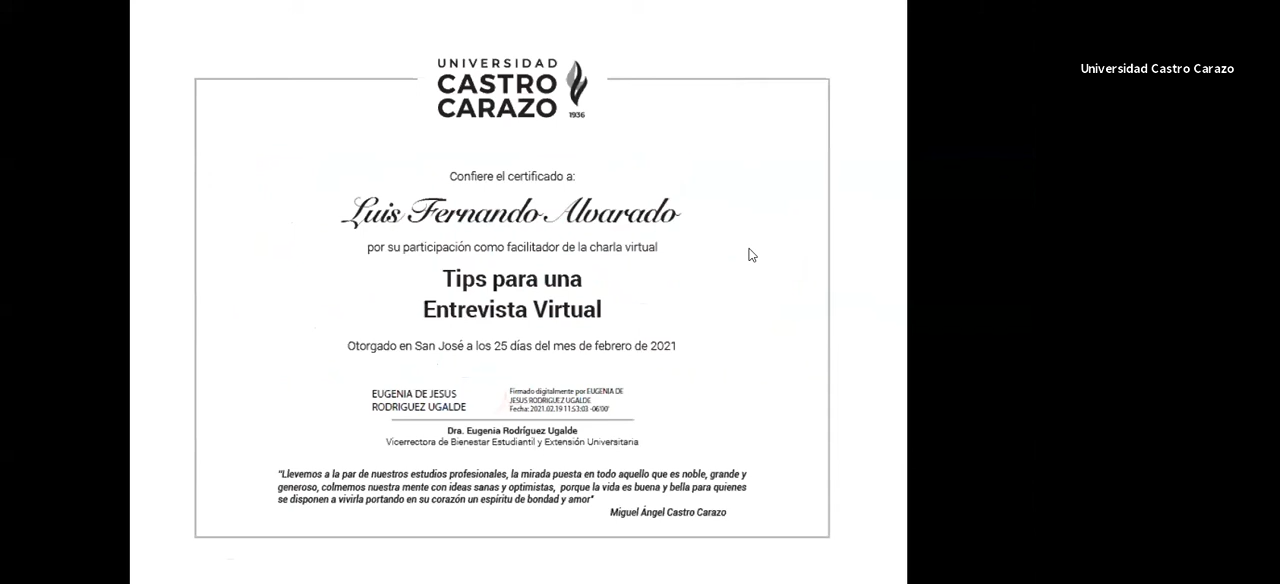 UNIVERSIDAD
CASTRO
CARAZO
1936
Universidad Castro Carazo
Confiere el certificado a:
Luis Fernando Alvarado
por su participación como facilitador de la charla virtual
Tips para una
Entrevista Virtual
Otorgado en San José a los 25 días del mes de febrero de 2021
EUGENIA DE JESUS
RODRIGUEZ UGALDE
Firmado digitalmente por EUGENIA DE
JESUS RODRIGUEZ UGALDE
Fecha: 2021.02.19 11:53:03 -06'00'
Dra. Eugenia Rodríguez Ugalde
Vicerrectora de Bienestar Estudiantil y Extensión Universitaria
"Llevemos a la par de nuestros estudios profesionales, la mirada puesta en todo aquello que es noble, grande y
generoso, colmemos nuestra mente con ideas sanas y optimistas, porque la vida es buena y bella para quienes
se disponen a vivirla portando en su corazón un espíritu de bondad y amor"
Miguel Ángel Castro Carazo